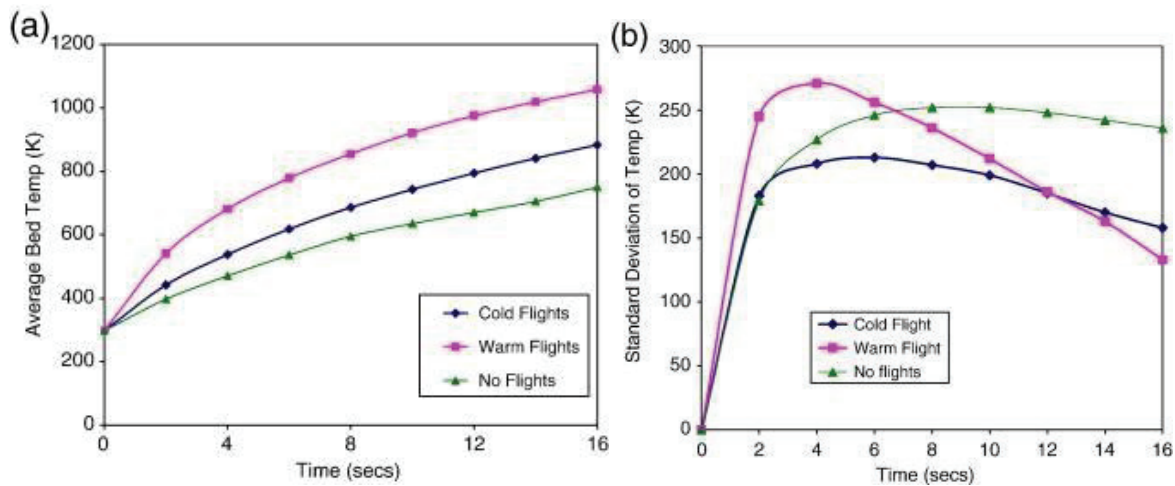 (a)
1200
1000
800
600
400
200
0
Average Bed Temp (K)
0 4 8 12 16
Time (secs)
Cold Flights
Warm Flights
No Flights
(b)
300
250
200
150
100
50
0
Standard Deviation of Temp (K)
0 2 4 6 8 10 12 14 16
Time (secs)
Cold Flight
Warm Flight
No flights